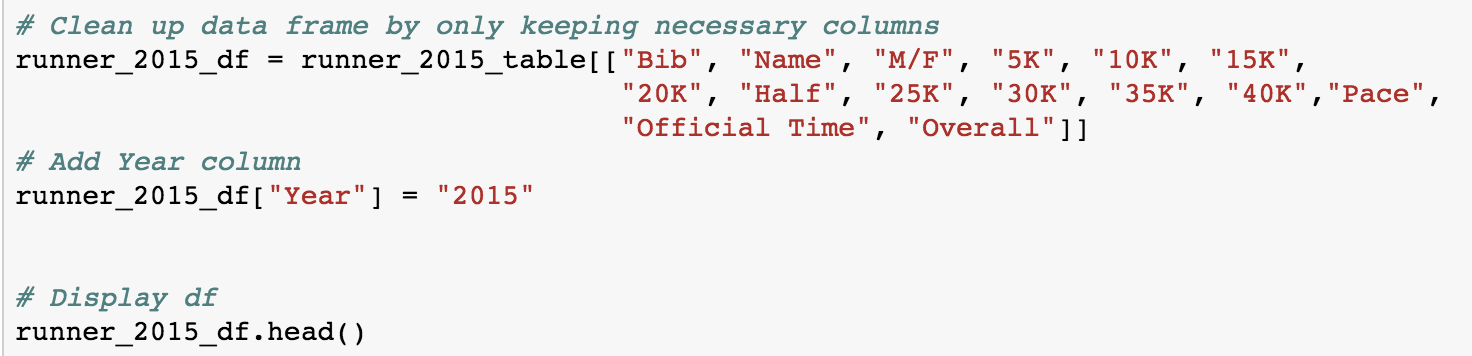 # Clean up data frame by only keeping necessary columns
runner_2015_df = runner_2015_table[["Bib", "Name", "M/F", "5K", "10K", "15K",
"20K", "Half", "25K", "30K", "35K", "40K","Pace",
"Official Time", "Overall"]]
# Add Year column
runner_2015_df["Year"] = "2015"
# Display df
runner_2015_df.head()